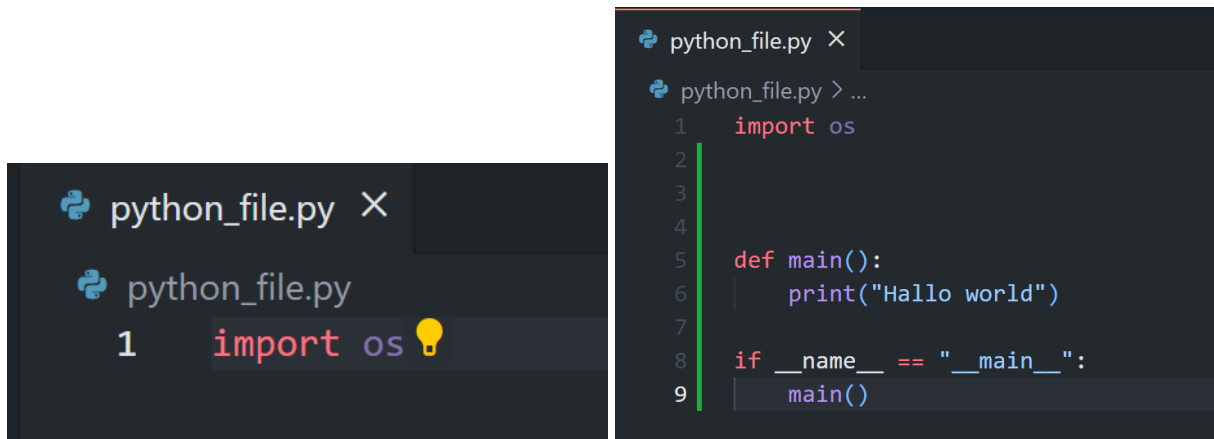 python_file.py
python_file.py
1 import os
python_file.py
python_file.py > ...
1 import os
2
3
4
5 def main():
6     print("Hallo world")
7
8 if __name__ == "__main__":
9     main()